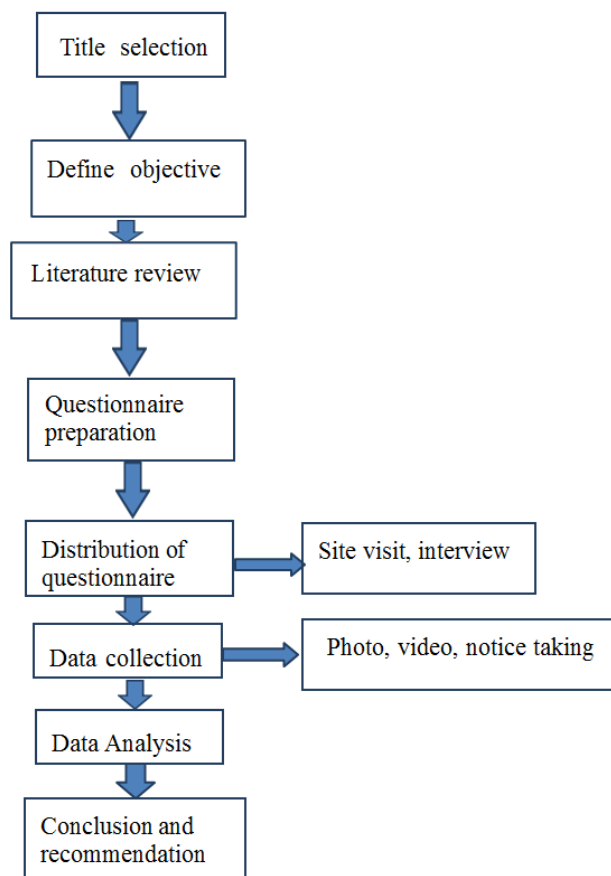 Title selection
Define objective
Literature review
Questionnaire
preparation
Distribution of
questionnaire
Site visit, interview
Data collection
Photo, video, notice taking
Data Analysis
Conclusion and
recommendation